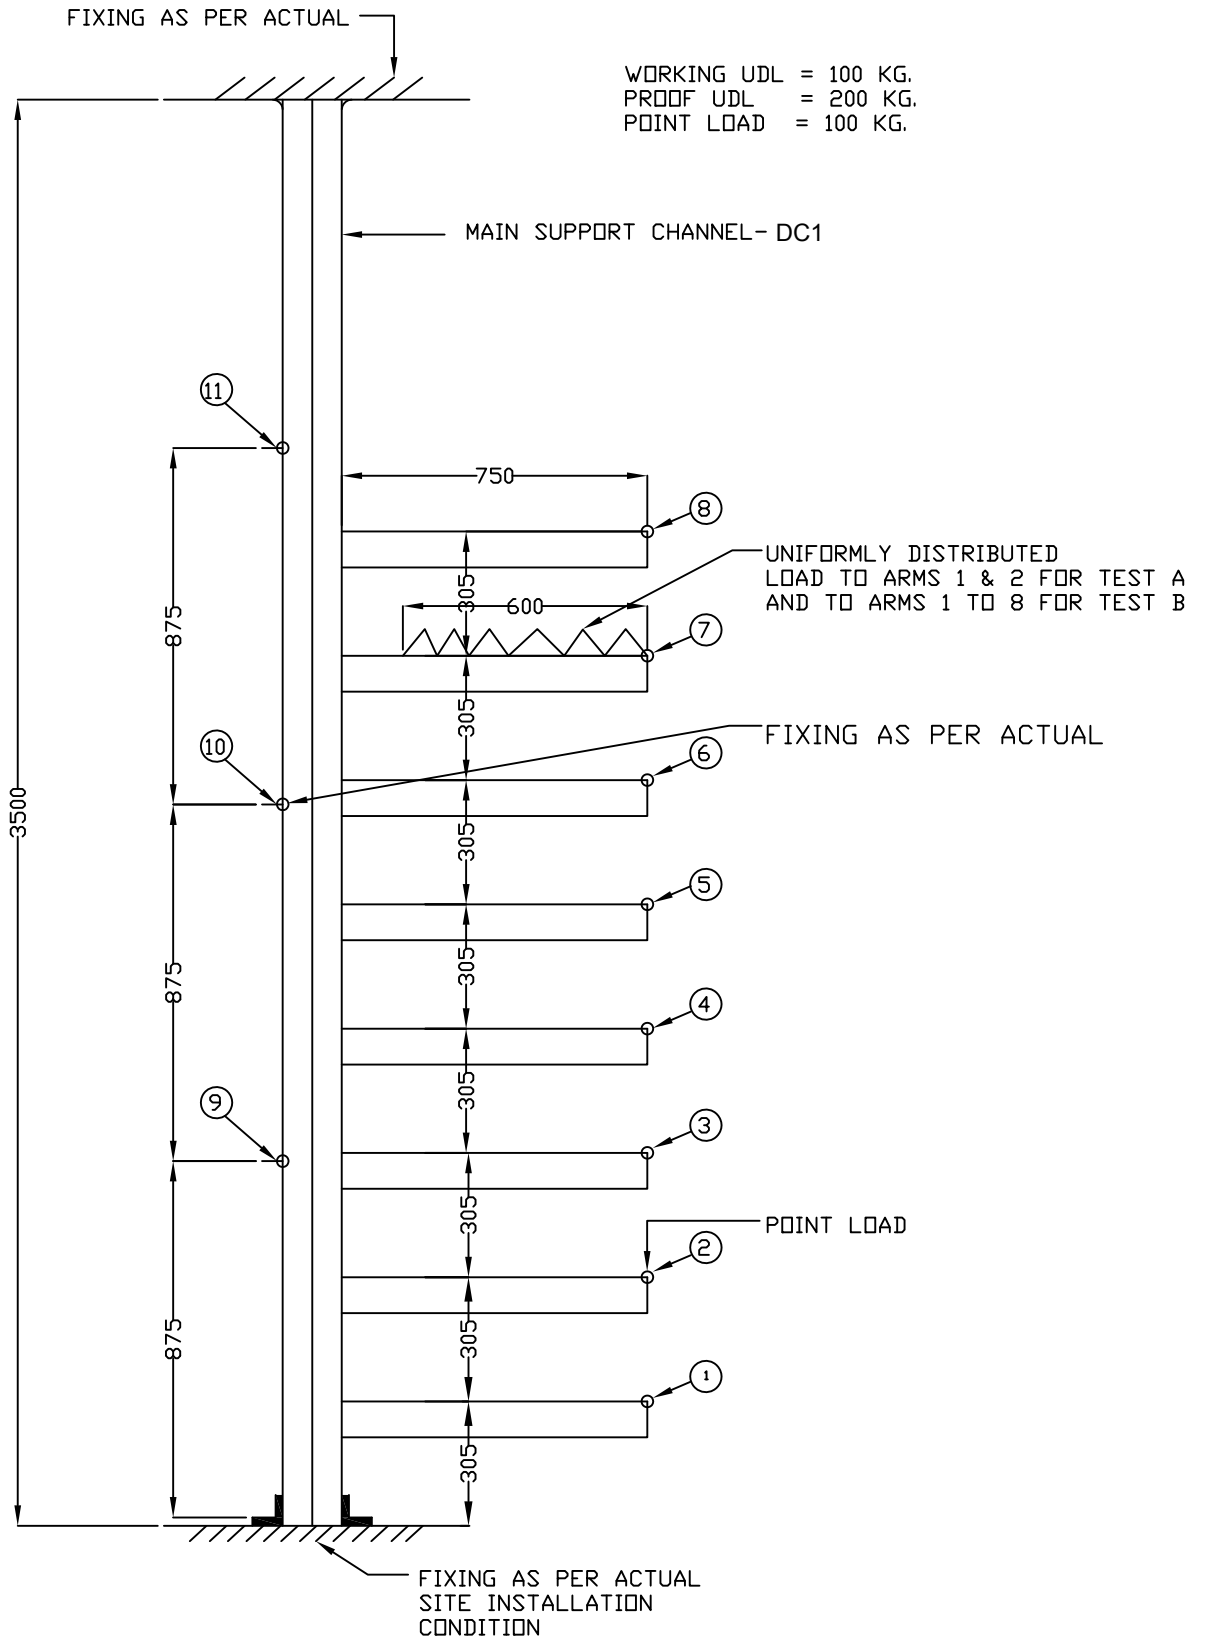 FIXING AS PER ACTUAL
WORKING UDL = 100 KG.
PROOF UDL = 200 KG.
POINT LOAD = 100 KG.
MAIN SUPPORT CHANNEL- DC1
11
750
8
UNIFORMLY DISTRIBUTED
LOAD TO ARMS 1 & 2 FOR TEST A
AND TO ARMS 1 TO 8 FOR TEST B
305
600
875
7
305
10
FIXING AS PER ACTUAL
6
3500
305
5
875
305
4
305
9
3
305
POINT LOAD
2
875
305
1
305
FIXING AS PER ACTUAL
SITE INSTALLATION
CONDITION